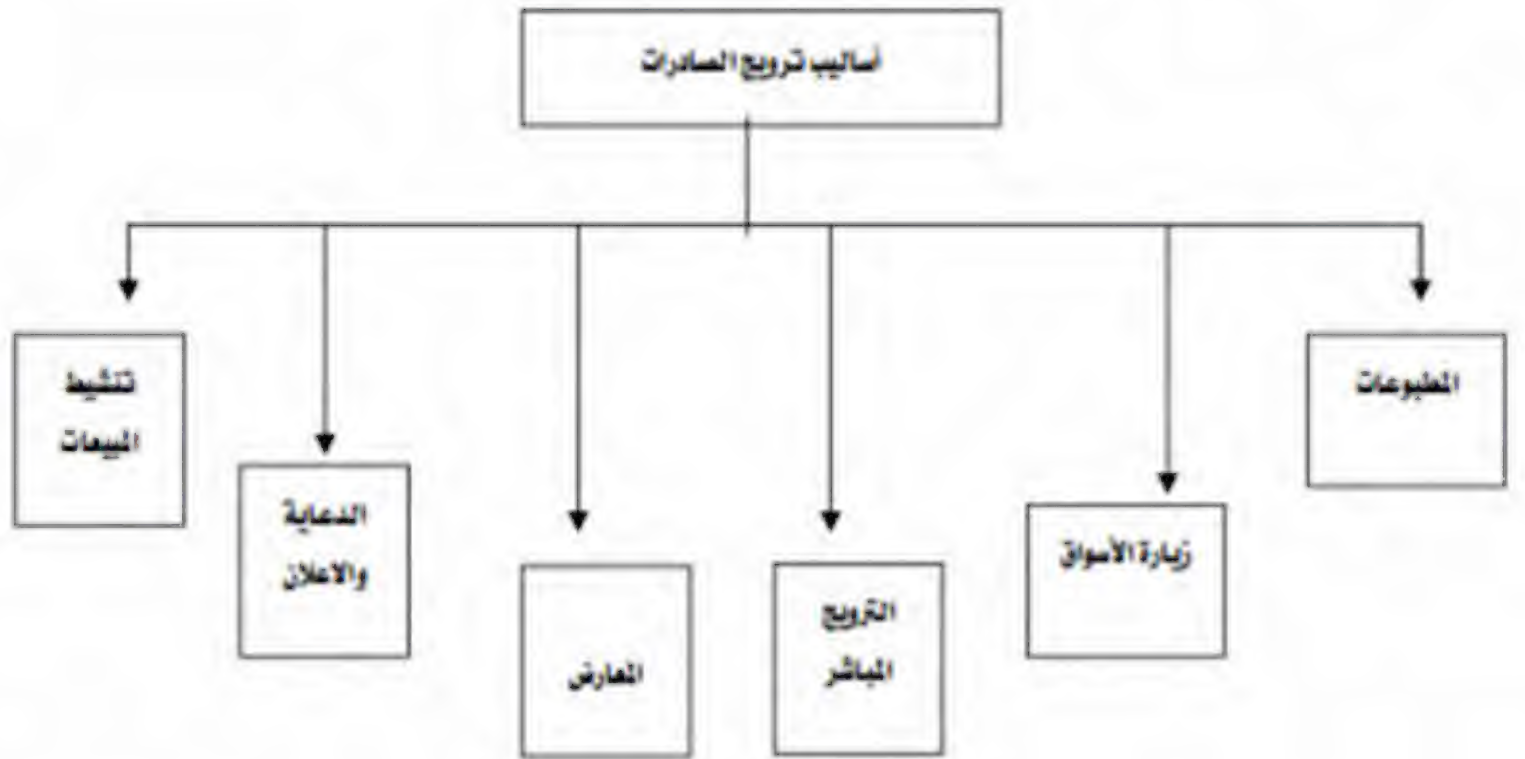 أساليب ترويج الصادرات
المطبوعات
زيارة الأسواق
الترويج
المباشر
المعارض
الدعاية
والاعلان
تنشيط
المبيعات